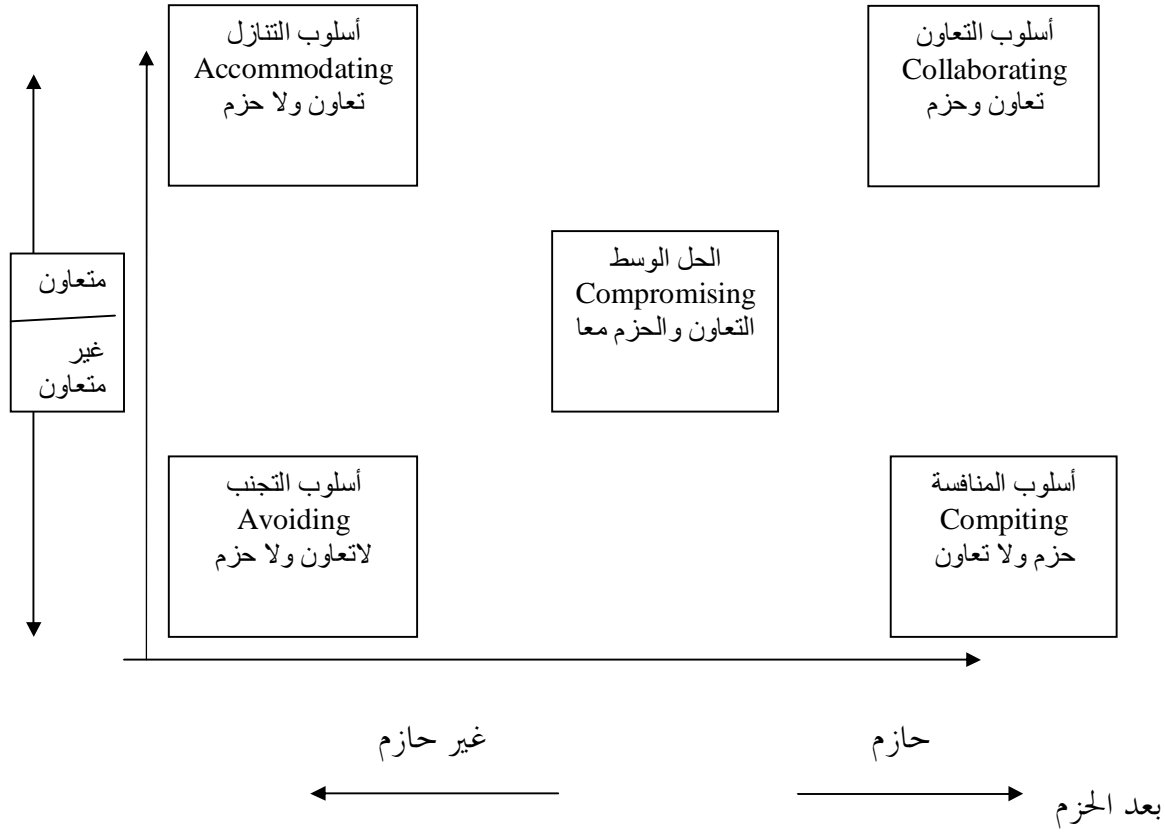 أسلوب التنازل
Accommodating
تعاون ولا حزم
أسلوب التعاون
Collaborating
تعاون وحزم
الحل الوسط
Compromising
التعاون والحزم معا
متعاون
غير
متعاون
أسلوب التجنب
Avoiding
لاتعاون ولا حزم
أسلوب المنافسة
Compiting
حزم ولا تعاون
غير حازم
حازم
بعد الحزم